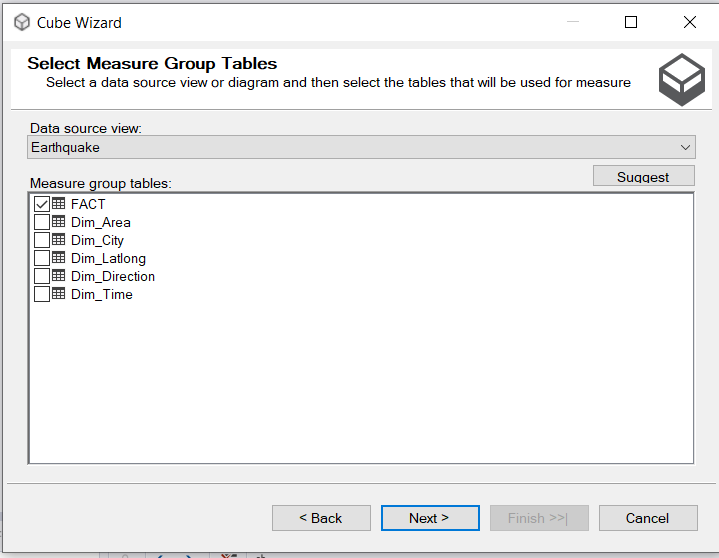 Cube Wizard
Select Measure Group Tables
Select a data source view or diagram and then select the tables that will be used for measure
Data source view:
Earthquake
Suggest
Measure group tables:
FACT
Dim_Area
Dim_City
Dim_Latlong
Dim_Direction
Dim_Time
< Back
Next >
Finish >>|
Cancel